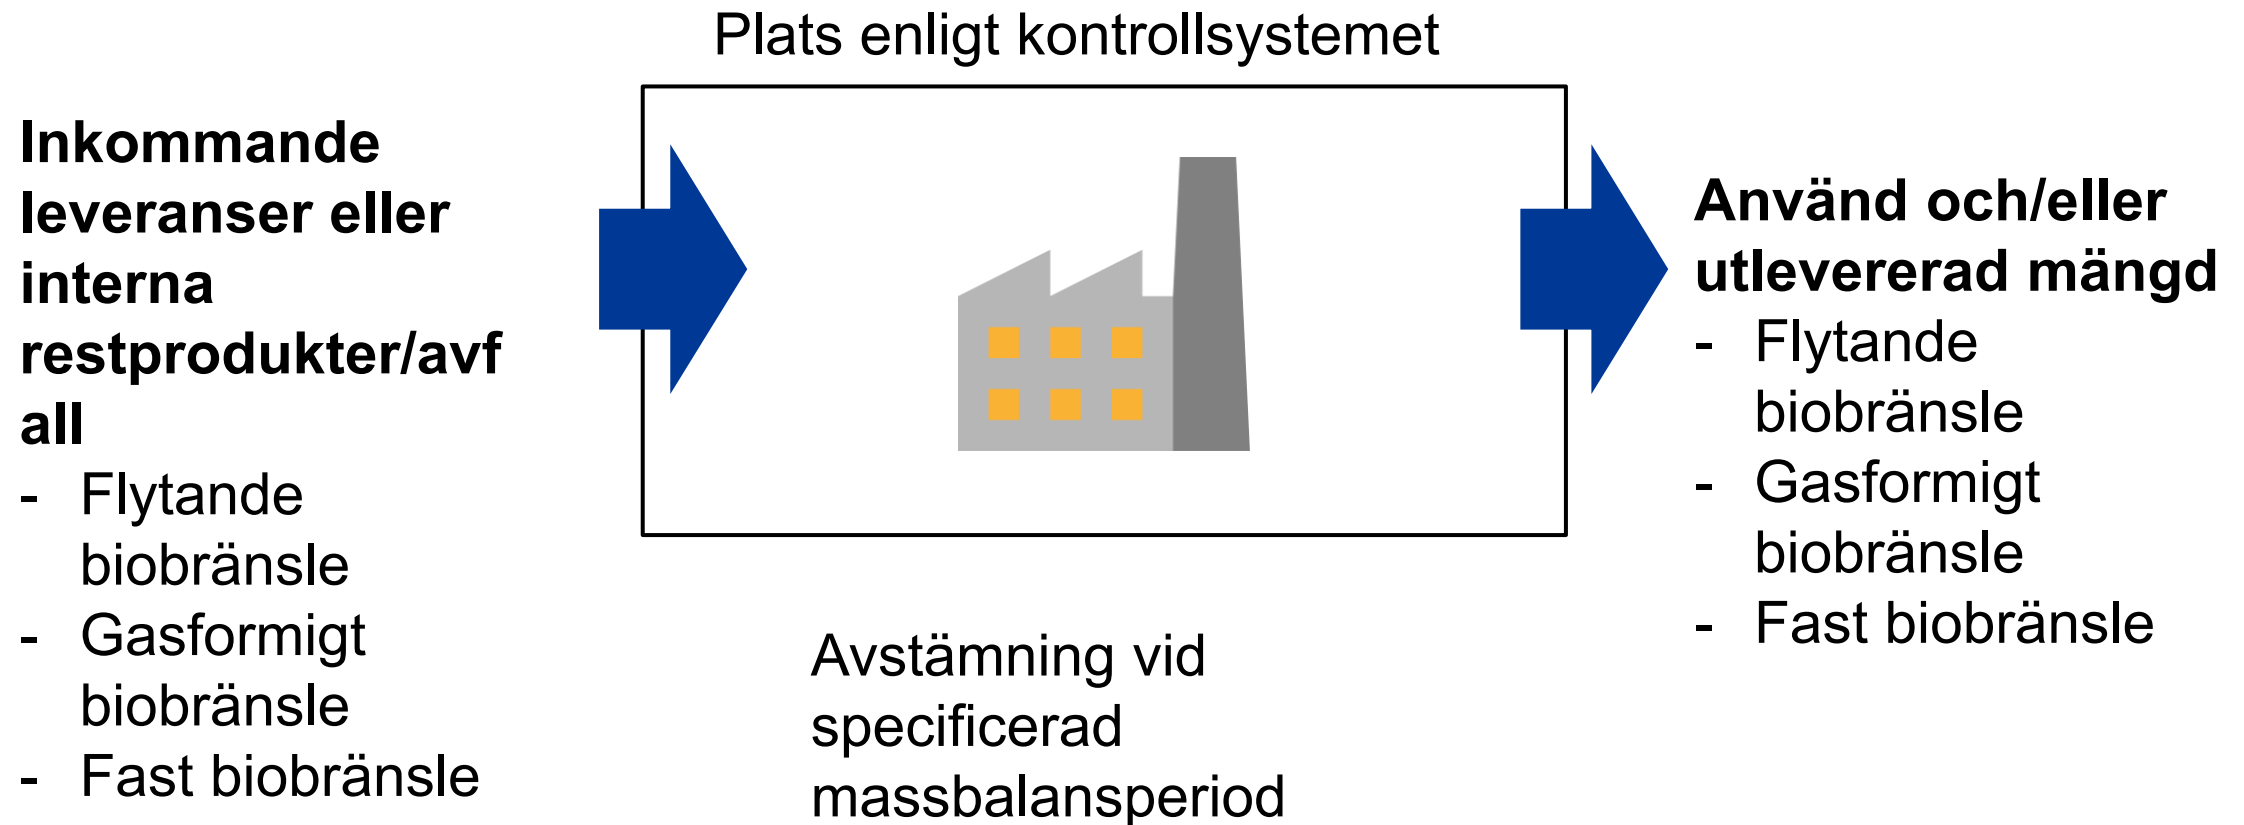 Plats enligt kontrollsystemet
Inkommande
leveranser eller
interna
restprodukter/avf
all
- Flytande
biobränsle
- Gasformigt
biobränsle
- Fast biobränsle
Avstämning vid
specificerad
massbalansperiod
Använd och/eller
utlevererad mängd
- Flytande
biobränsle
- Gasformigt
biobränsle
- Fast biobränsle